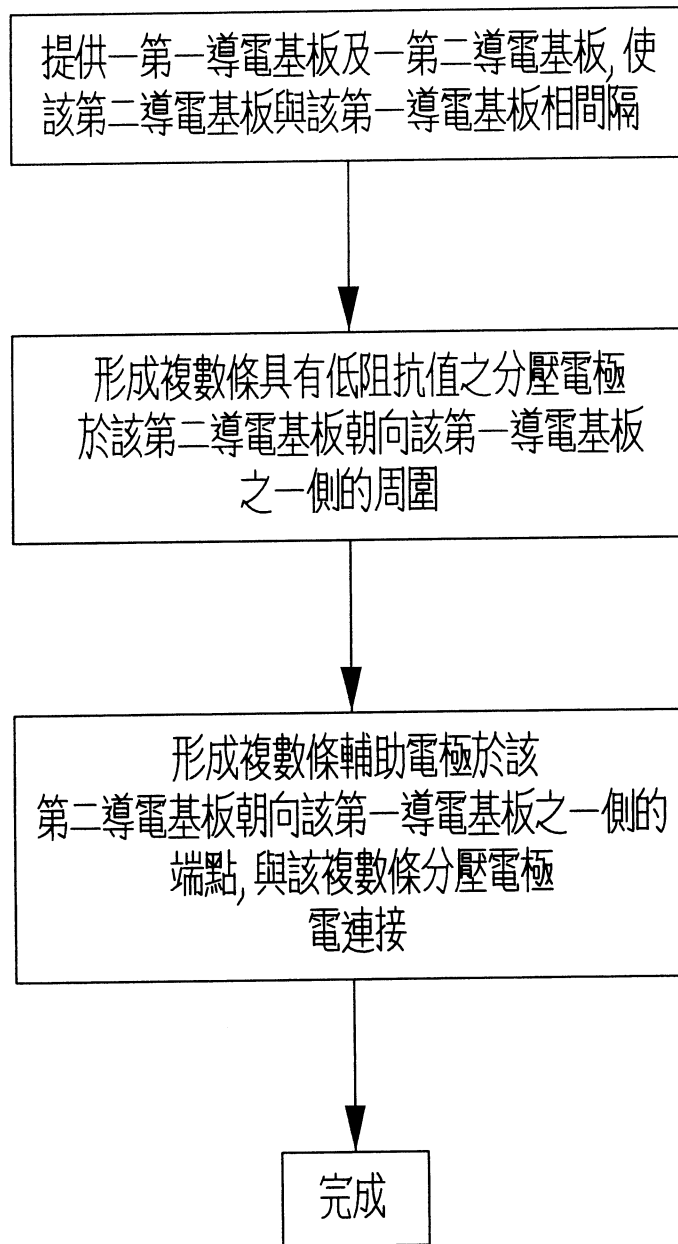 提供一第一導電基板及一第二導電基板, 使
該第二導電基板與該第一導電基板相間隔
形成複數條具有低阻抗值之分壓電極
於該第二導電基板朝向該第一導電基板
之一側的周圍
形成複數條輔助電極於該
第二導電基板朝向該第一導電基板之一側的
端點, 與該複數條分壓電極
電連接
完成